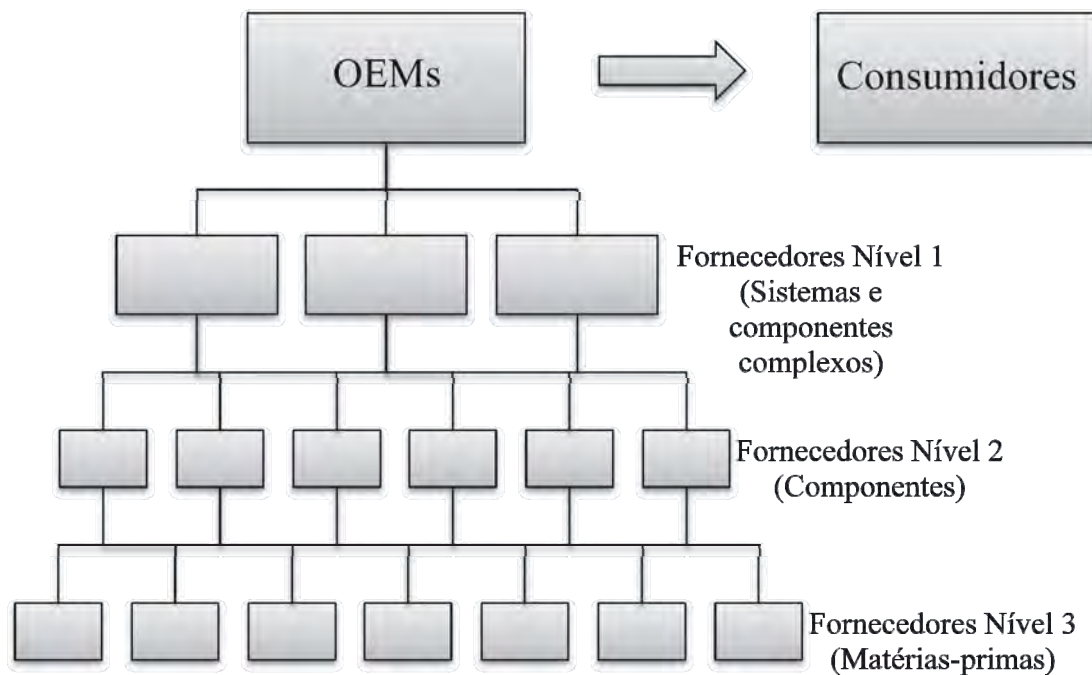 OEMs
Consumidores
Fornecedores Nível 1
(Sistemas e
componentes
complexos)
Fornecedores Nível 2
(Componentes)
Fornecedores Nível 3
(Matérias-primas)